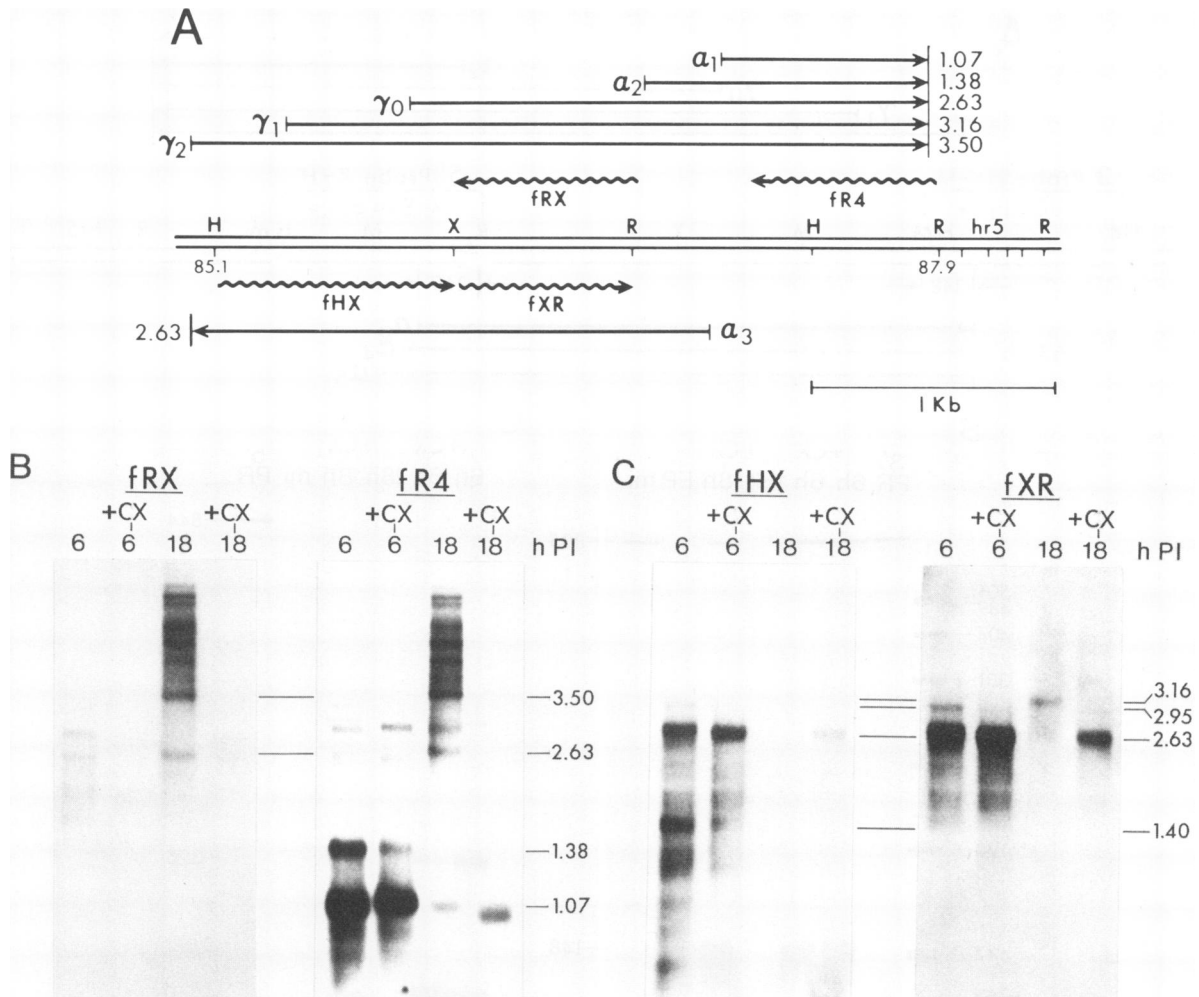 A
a1 1.07
a2 1.38
γ0 2.63
γ1 3.16
γ2 3.50
fRX fR4
H X R H hr5 R
85.1 87.9
fHX fXR
2.63 a3
1 Kb
B fRX fR4 C fHX fXR
+CX +CX +CX +CX +CX +CX +CX +CX
6 6 18 18 6 6 18 18 h PI 6 6 18 18 6 6 18 18 h PI
3.50
2.63
1.38
1.07
3.16
2.95
2.63
1.40